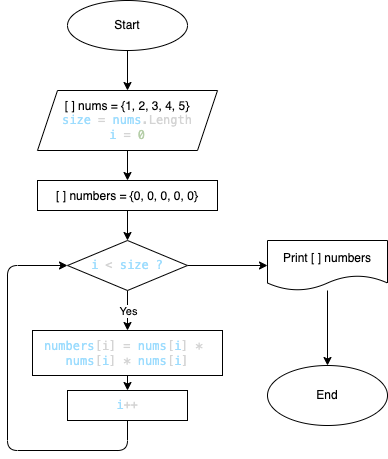 Start
[ ] nums = {1, 2, 3, 4, 5}
size = nums.Length
i = 0
[ ] numbers = {0, 0, 0, 0, 0}
i < size ?
Print [ ] numbers
Yes
numbers[i] = nums[i] *
nums[i] * nums[i]
End
i++